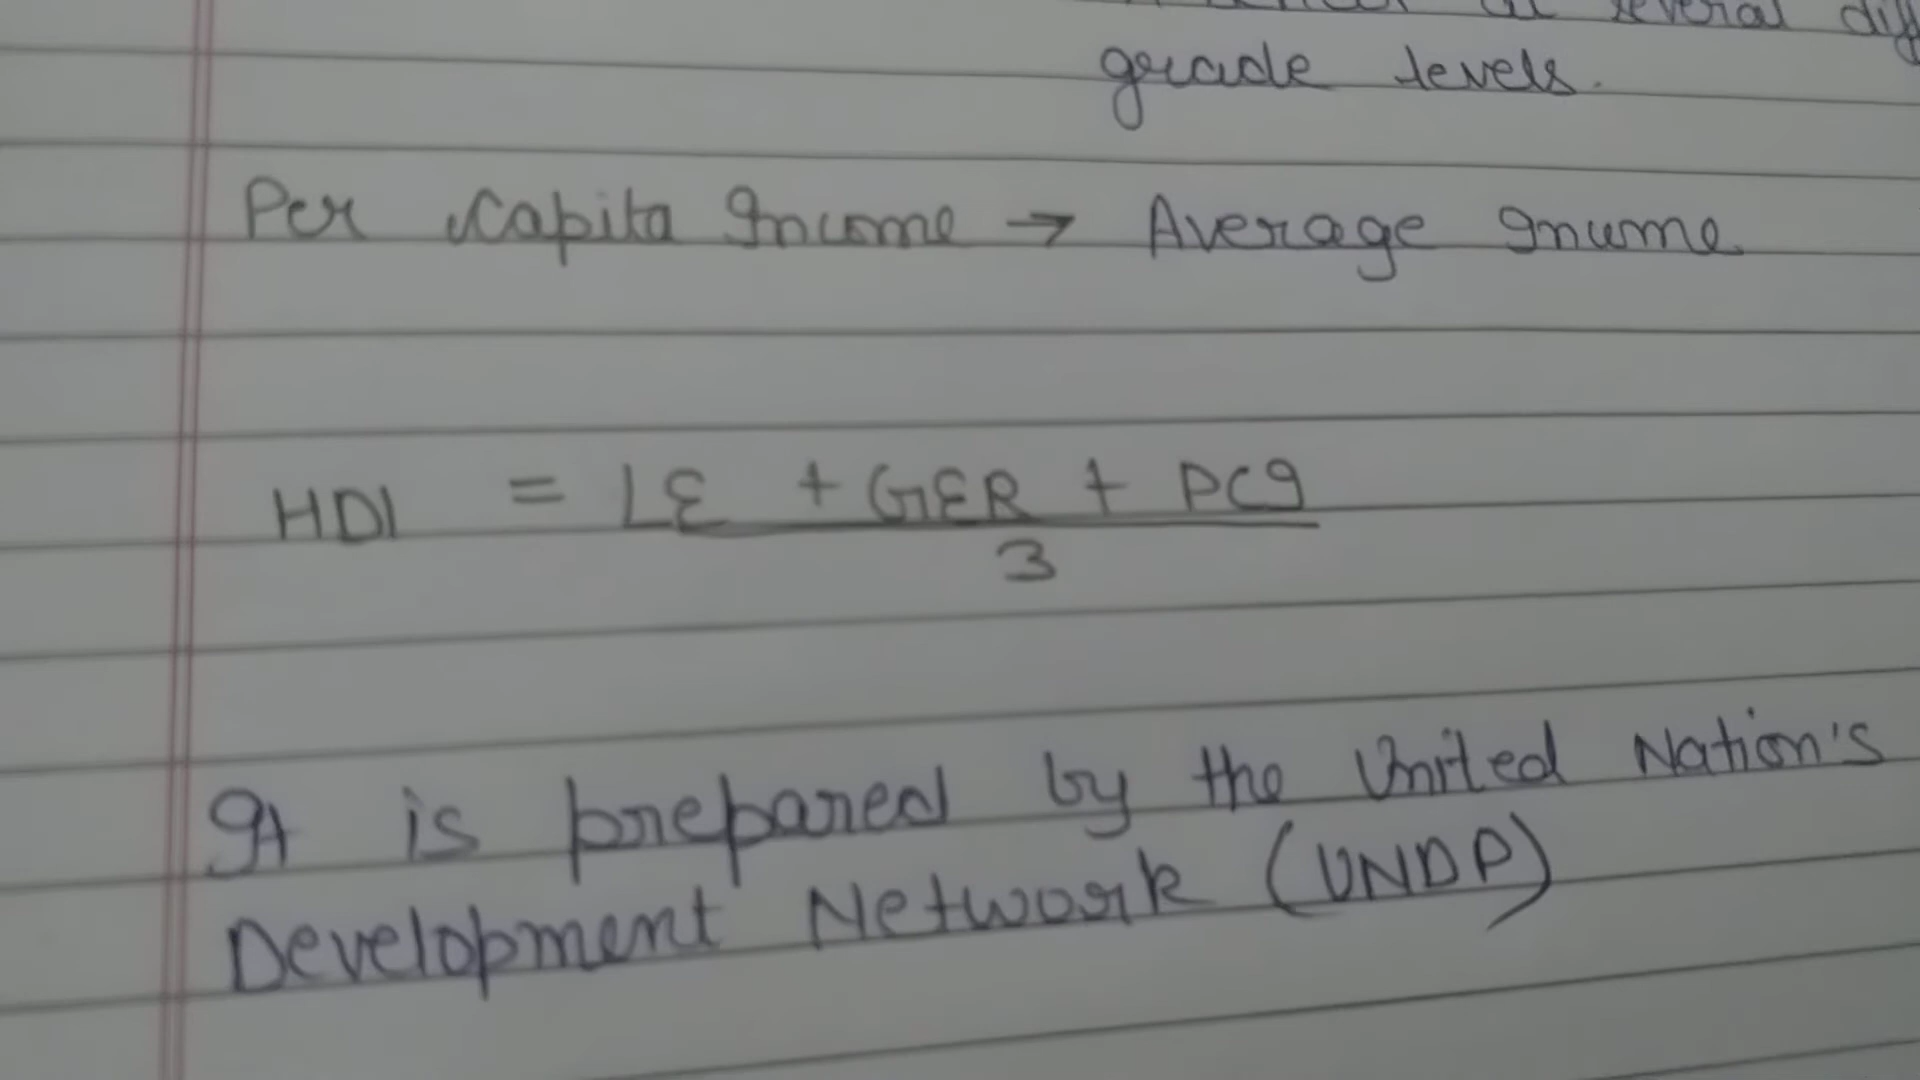 several
grade levels.
Per Capita Income → Average Income.
HDI = LE + GER + PCI
3
It is prepared by the United Nation's
Development Network (UNDP)